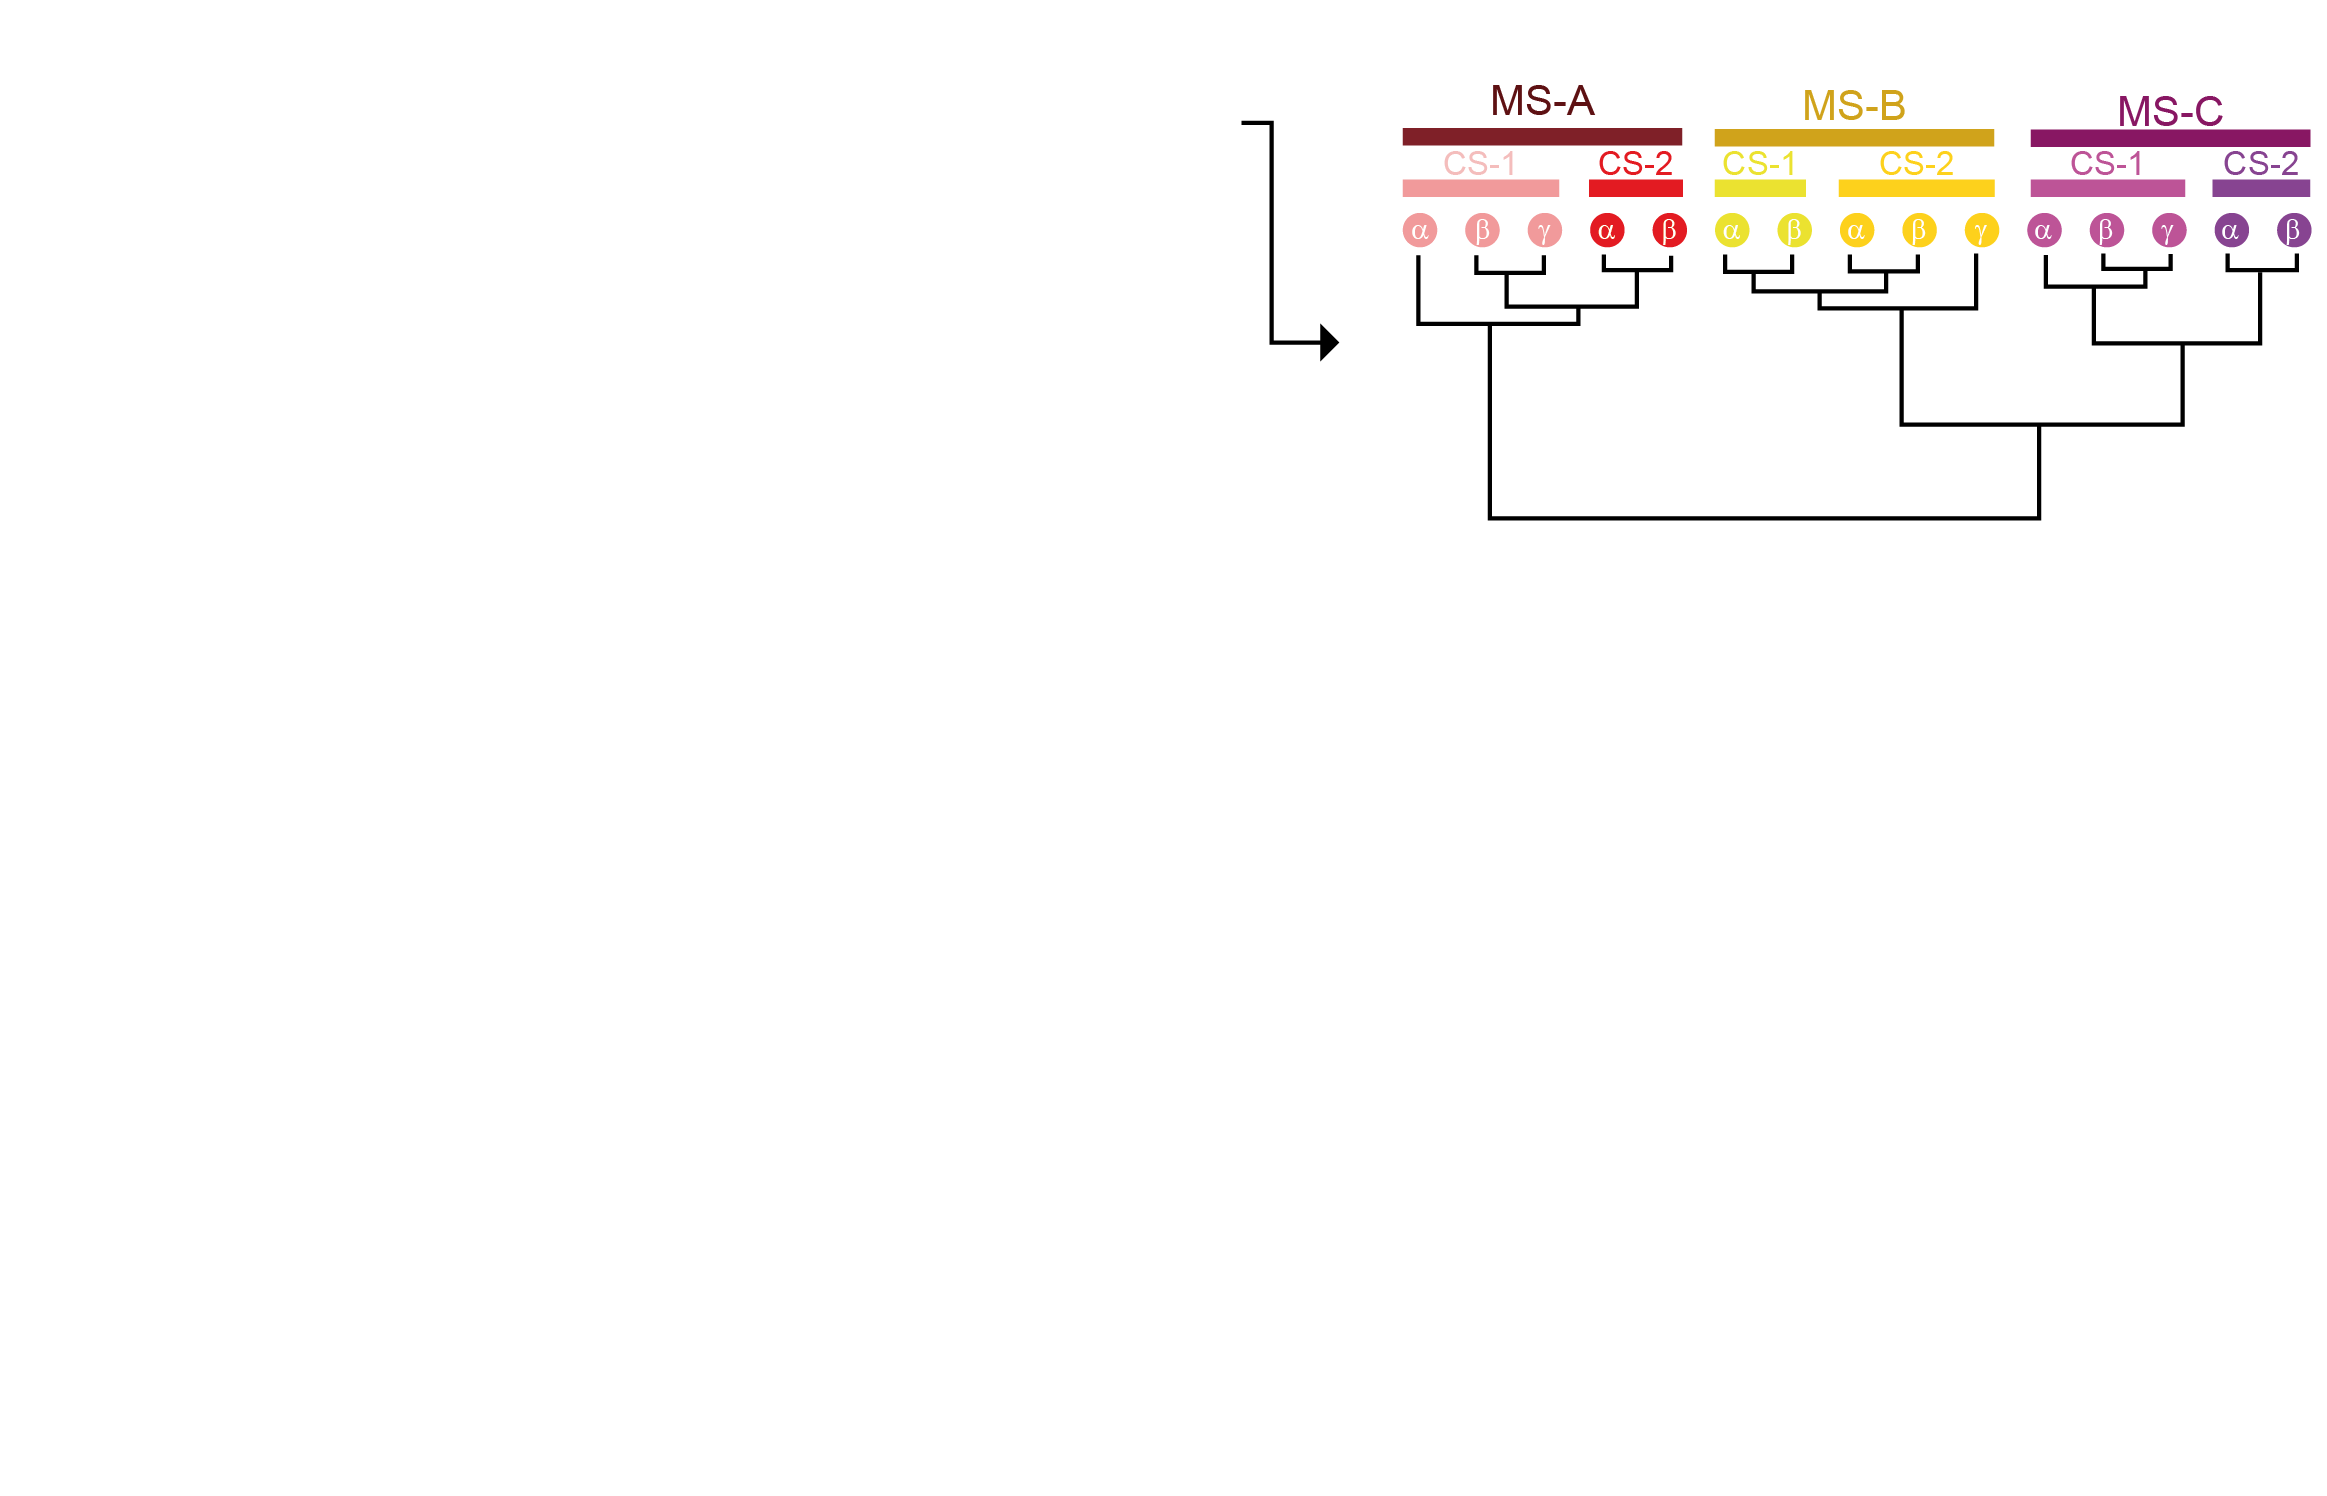 MS-A MS-B MS-C
CS-1 CS-2 CS-1 CS-2 CS-1 CS-2
α β γ α β α β α β γ α β γ α β